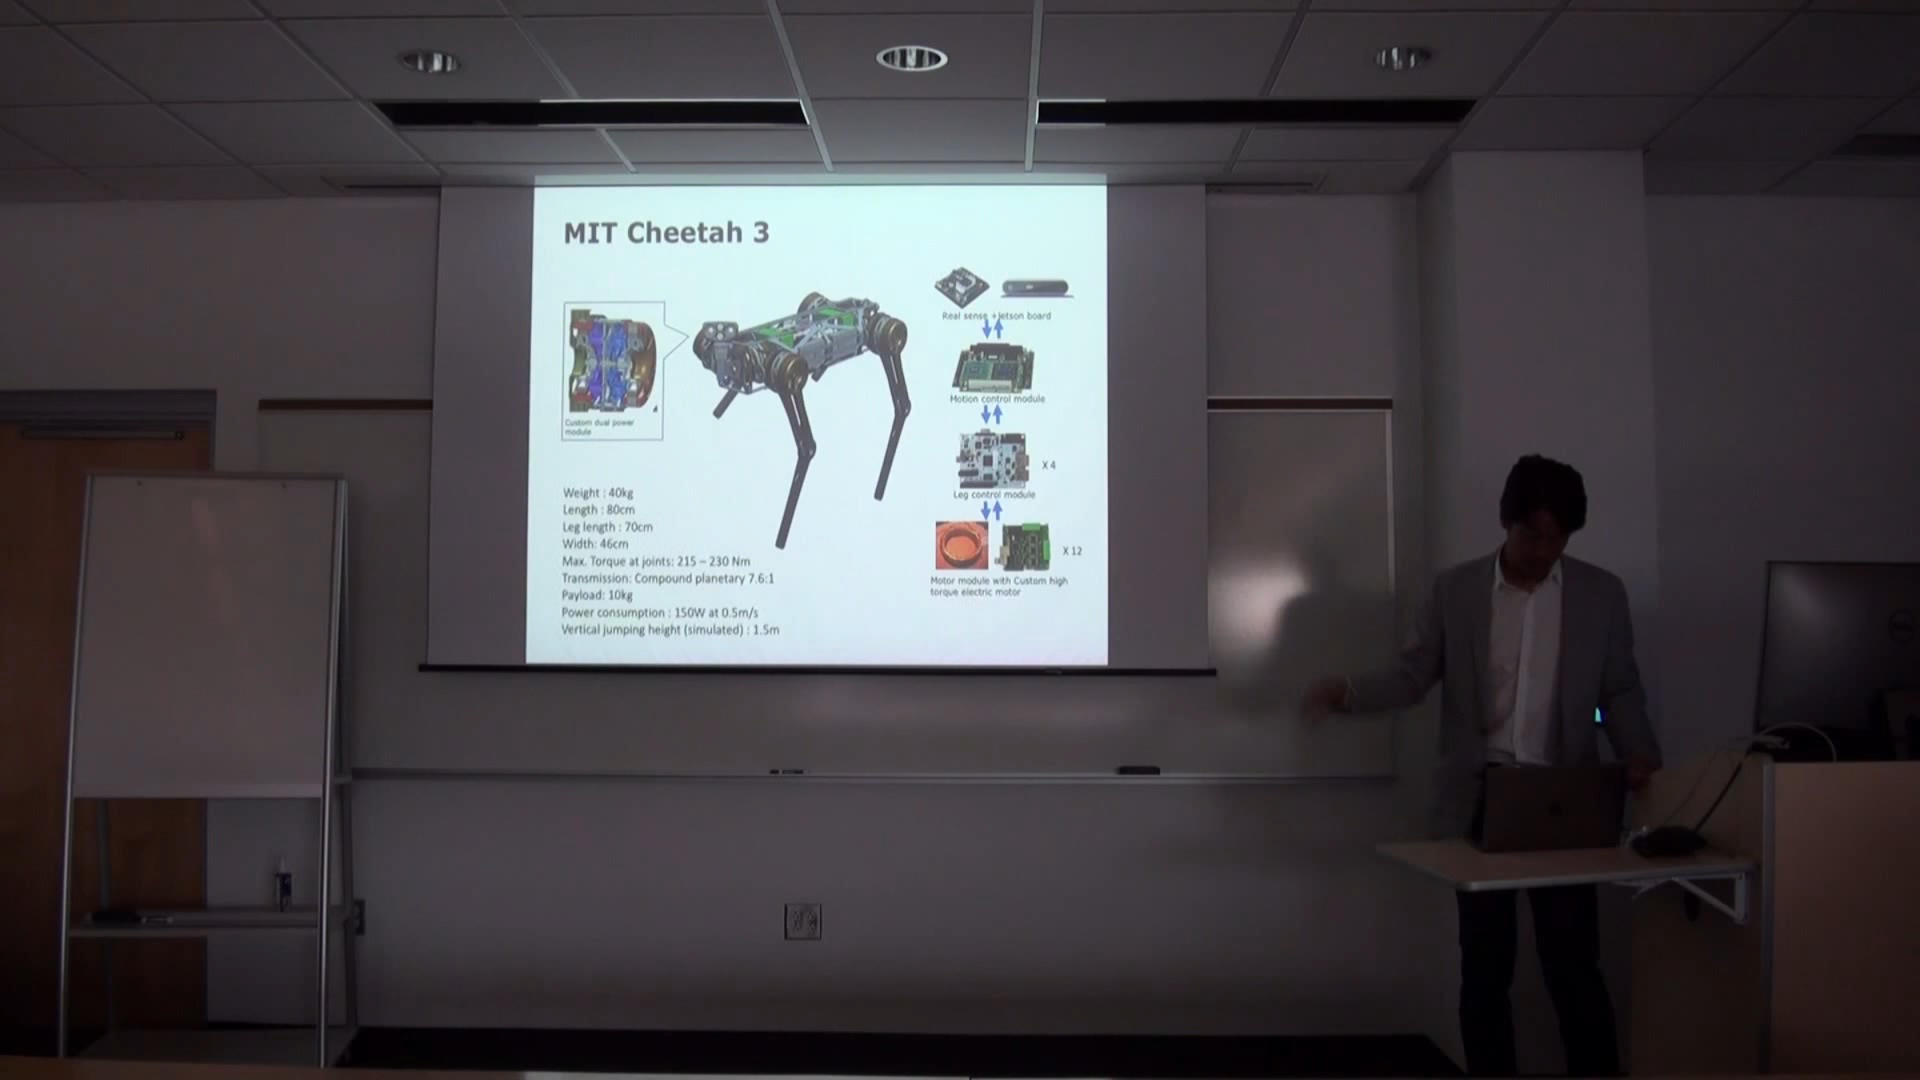 MIT Cheetah 3
Custom dual power
module
Weight : 40kg
Length : 80cm
Leg length : 70cm
Width: 46cm
Max. Torque at joints: 215 – 230 Nm
Transmission: Compound planetary 7.6:1
Payload: 10kg
Power consumption : 150W at 0.5m/s
Vertical jumping height (simulated) : 1.5m
Real sense +Jetson board
Motion control module
X 4
Leg control module
X 12
Motor module with Custom high
torque electric motor